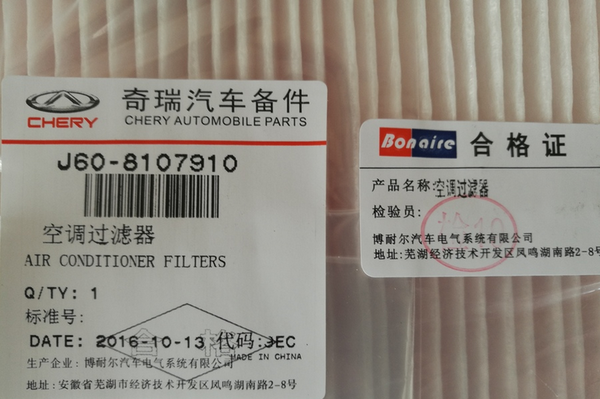 CHERY
奇瑞汽车备件
CHERY AUTOMOBILE PARTS
J60-8107910
空调过滤器
AIR CONDITIONER FILTERS
Q/TY: 1
标准号:
合格
DATE: 2016-10-13 代码:JEC
MADE IN CHINA
生产企业: 博耐尔汽车电气系统有限公司
地址: 安徽省芜湖市经济技术开发区凤鸣湖南路2-8号
Bonaire 合格证
产品名称:空调过滤器
检验员:
博耐尔汽车电气系统有限公司
地址:芜湖经济技术开发区凤鸣湖南路2-8号